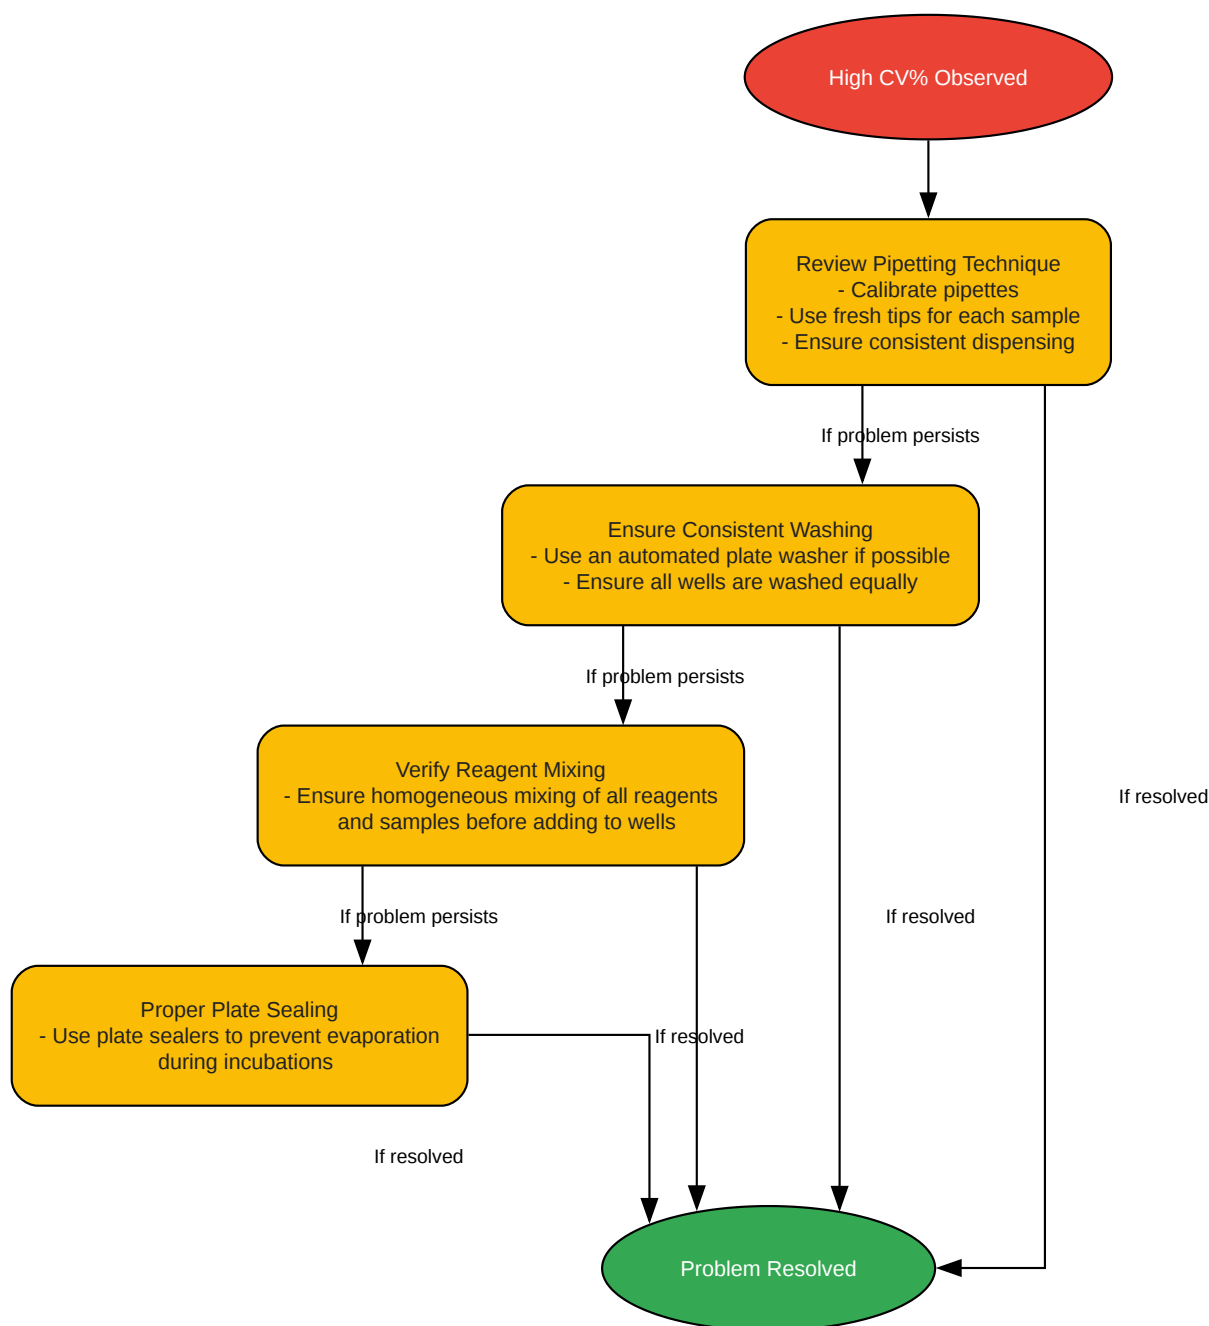 High CV% Observed
Review Pipetting Technique
- Calibrate pipettes
- Use fresh tips for each sample
- Ensure consistent dispensing
If problem persists
Ensure Consistent Washing
- Use an automated plate washer if possible
- Ensure all wells are washed equally
If problem persists
Verify Reagent Mixing
- Ensure homogeneous mixing of all reagents
and samples before adding to wells
If resolved
If problem persists
If resolved
Proper Plate Sealing
- Use plate sealers to prevent evaporation
during incubations
If resolved
If resolved
Problem Resolved